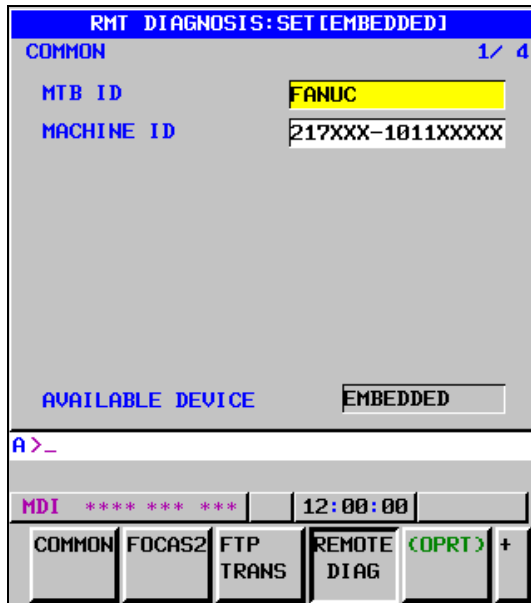 RMT DIAGNOSIS:SET[EMBEDDED]
COMMON 1/ 4
MTB ID FANUC
MACHINE ID 217XXX-1011XXXXX
AVAILABLE DEVICE EMBEDDED
A>_
MDI **** *** *** 12:00:00
COMMON FOCAS2 FTP TRANS REMOTE DIAG (OPRT) +